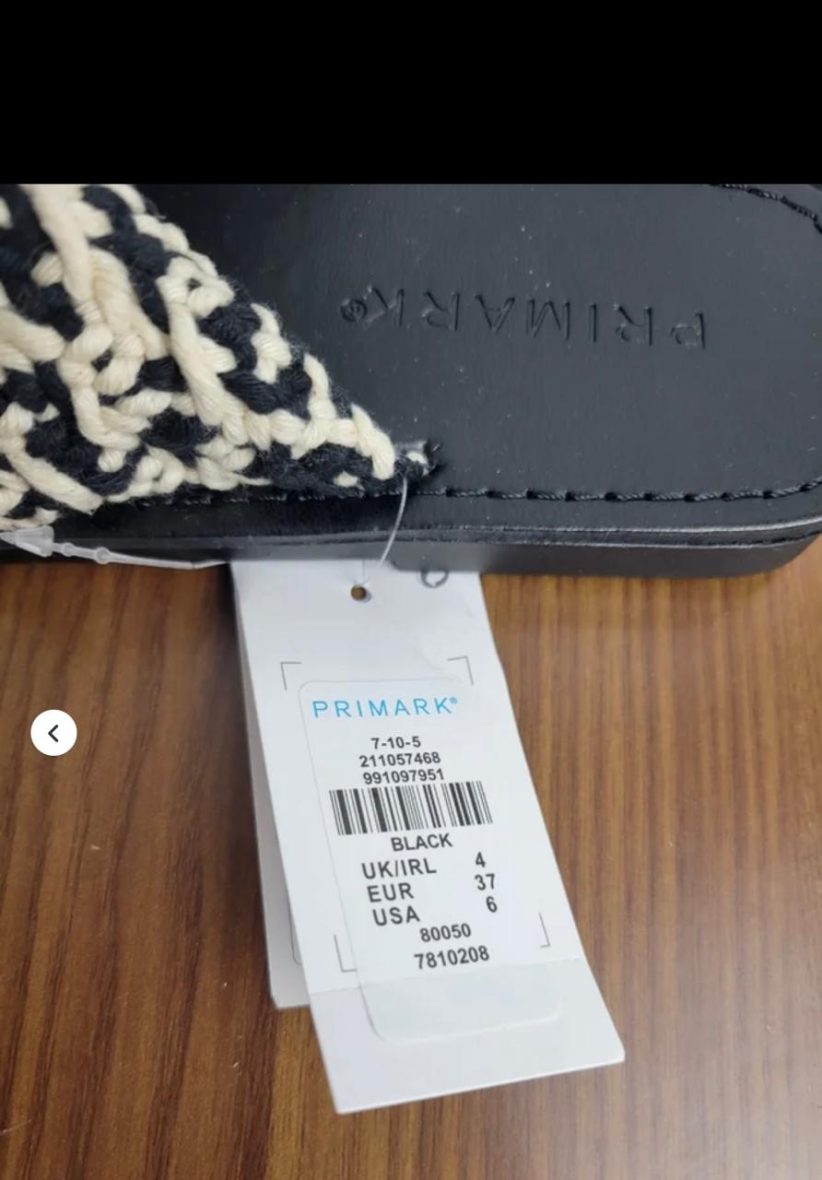 PRIMARK®
PRIMARK®
7-10-5
211057468
991097951
BLACK
UK/IRL 4
EUR 37
USA 6
80050
7810208